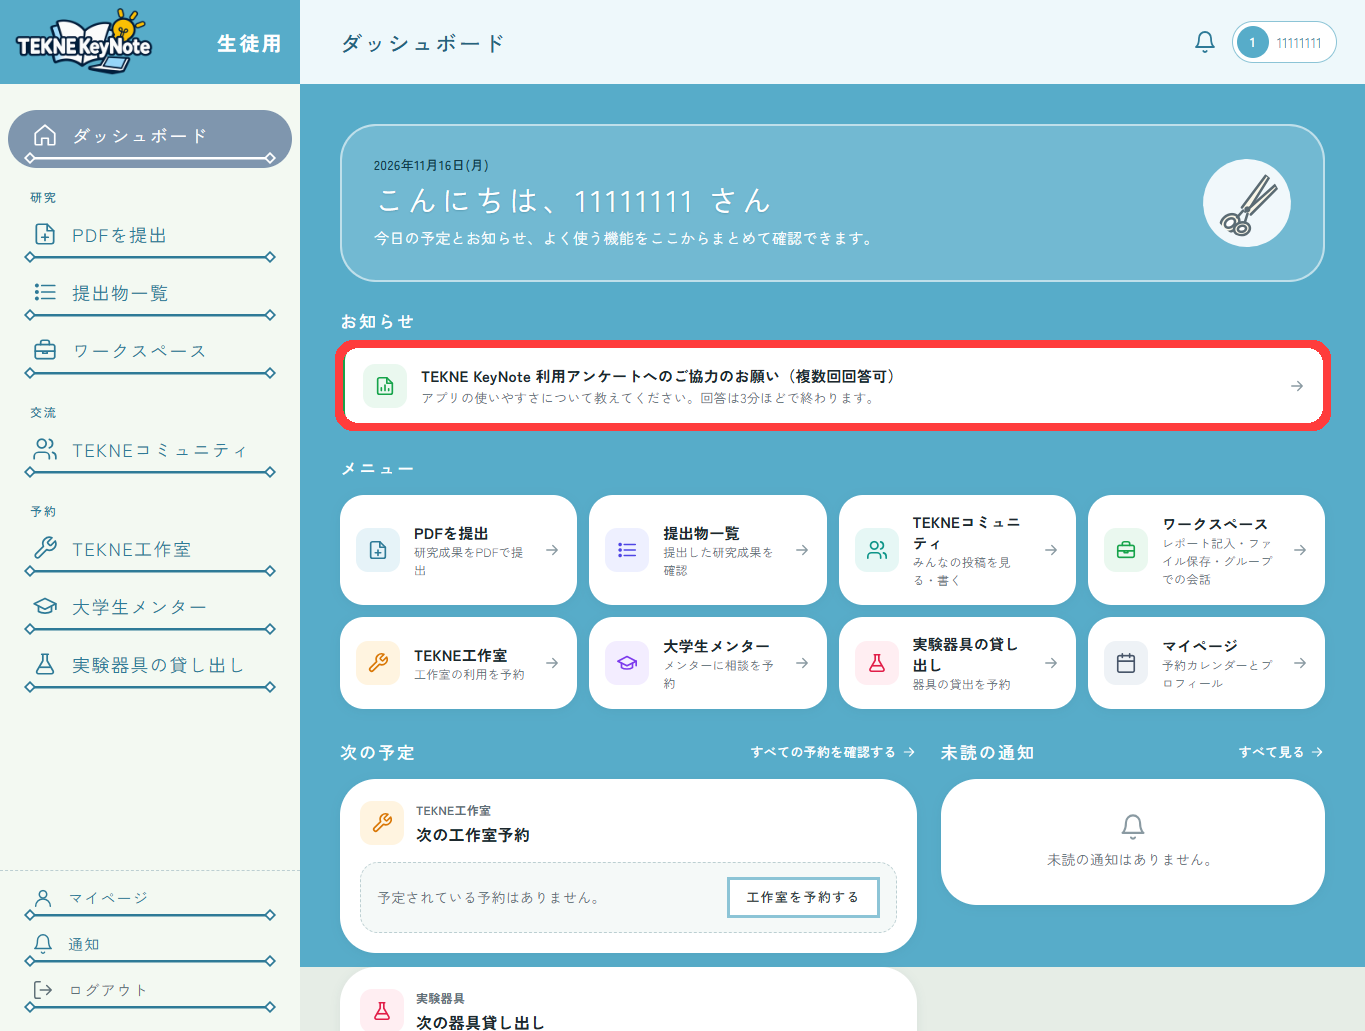 TEKNE KeyNote
生徒用
ダッシュボード
1
11111111
ダッシュボード
研究
PDFを提出
提出物一覧
ワークスペース
交流
TEKNEコミュニティ
予約
TEKNE工作室
大学生メンター
実験器具の貸し出し
マイページ
通知
ログアウト
2026年11月16日(月)
こんにちは、11111111 さん
今日の予定とお知らせ、よく使う機能をここからまとめて確認できます。
お知らせ
TEKNE KeyNote 利用アンケートへのご協力のお願い（複数回回答可）
アプリの使いやすさについて教えてください。回答は3分ほどで終わります。
メニュー
PDFを提出
研究成果をPDFで提
出
提出物一覧
提出した研究成果を
確認
TEKNEコミュニ
ティ
みんなの投稿を見
る・書く
ワークスペース
レポート記入・ファ
イル保存・グループ
での会話
TEKNE工作室
工作室の利用を予約
大学生メンター
メンターに相談を予
約
実験器具の貸し
出し
器具の貸出を予約
マイページ
予約カレンダーとプ
ロフィール
次の予定
すべての予約を確認する
TEKNE工作室
次の工作室予約
予定されている予約はありません。
工作室を予約する
実験器具
次の器具貸し出し
未読の通知
すべて見る
未読の通知はありません。